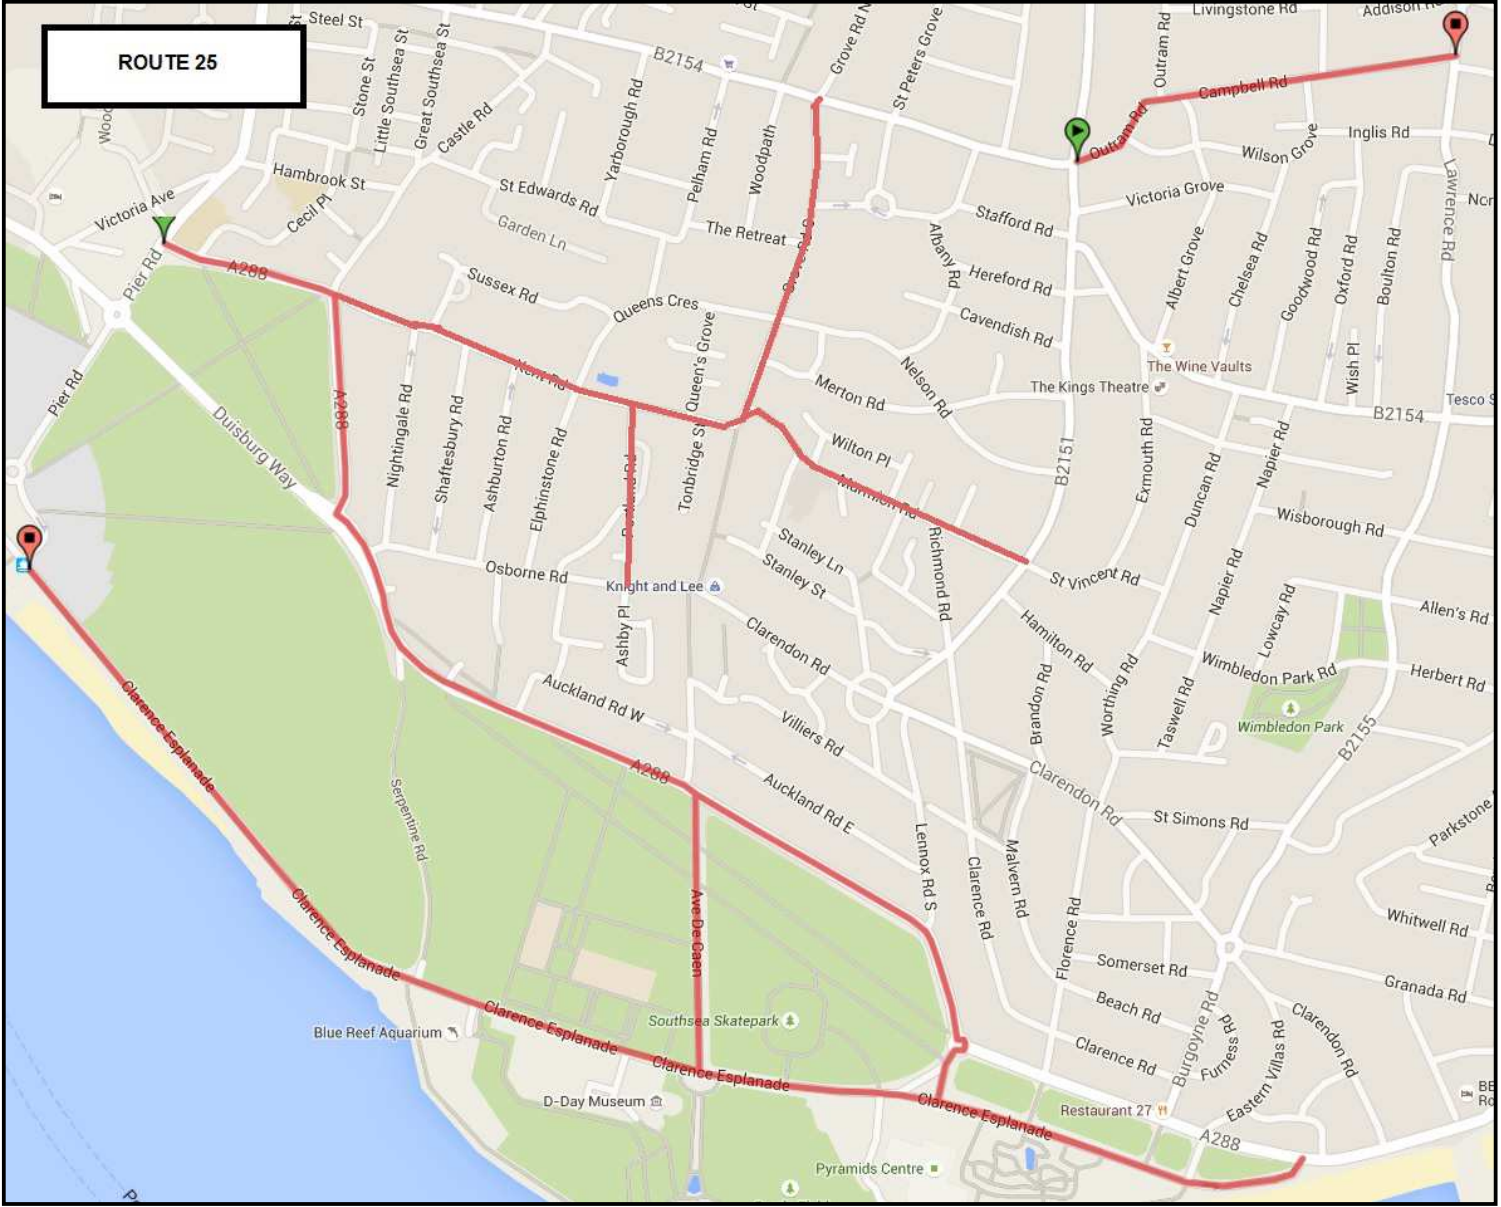 ROUTE 25
Steel St
Stone St
Little Southsea St
Great Southsea St
Castle Rd
B2154
Grove Rd N
St Peters Grove
Livingstone Rd
Outram Rd
Campbell Rd
Outram Rd
Inglis Rd
Wilson Grove
Lawrence Rd
Victoria Grove
Yarborough Rd
Pelham Rd
Woodpath
Hambrook St
Victoria Ave
Cecil Pl
Pier Rd
St Edwards Rd
Garden Ln
The Retreat
Stafford Rd
Albany Rd
Hereford Rd
Cavendish Rd
Albert Grove
Chelsea Rd
Goodwood Rd
Oxford Rd
Boulton Rd
Wish Pl
A288
Sussex Rd
Queens Cres
Queen's Grove
Kent Rd
Merton Rd
Nelson Rd
The Wine Vaults
The Kings Theatre
B2154
Pier Rd
A288
Duisburg Way
Nightingale Rd
Shaftesbury Rd
Ashburton Rd
Elphinstone Rd
Portland Rd
Tonbridge St
Wilton Pl
Marmion Rd
B2151
Exmouth Rd
Duncan Rd
Napier Rd
Wisborough Rd
Osborne Rd
Knight and Lee
Stanley Ln
Stanley St
Richmond Rd
St Vincent Rd
Napier Rd
Lowcay Rd
Allen's Rd
Ashby Pl
Clarendon Rd
Hamilton Rd
Brandon Rd
Worthing Rd
Taswell Rd
Wimbledon Park Rd
Herbert Rd
Wimbledon Park
B2155
Auckland Rd W
Villiers Rd
A288
Auckland Rd E
Clarendon Rd
St Simons Rd
Parkstone
Clarence Esplanade
Serpentine Rd
Lennox Rd S
Clarence Rd
Malvern Rd
Florence Rd
Whitwell Rd
Clarence Esplanade
Ave De Caen
Somerset Rd
Granada Rd
Beach Rd
Burgoyne Rd
Furness Rd
Eastern Villas Rd
Clarendon Rd
Blue Reef Aquarium
Clarence Esplanade
Southsea Skatepark
Clarence Rd
Clarence Esplanade
D-Day Museum
Clarence Esplanade
Restaurant 27
A288
Pyramids Centre